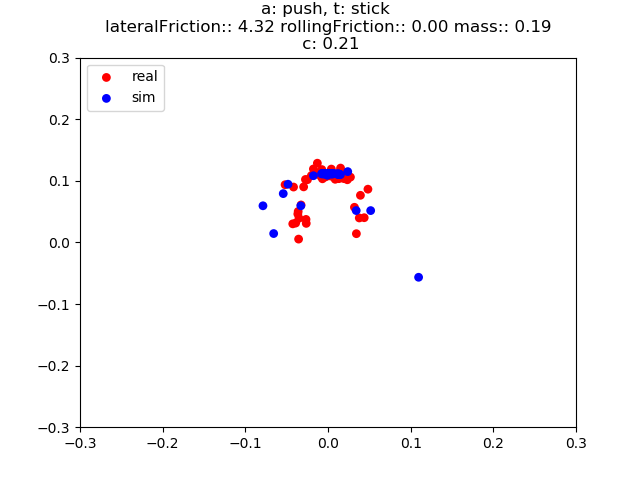 a: push, t: stick
lateralFriction:: 4.32 rollingFriction:: 0.00 mass:: 0.19
c: 0.21
real
sim
0.3
0.2
0.1
0.0
−0.1
−0.2
−0.3
−0.3 −0.2 −0.1 0.0 0.1 0.2 0.3